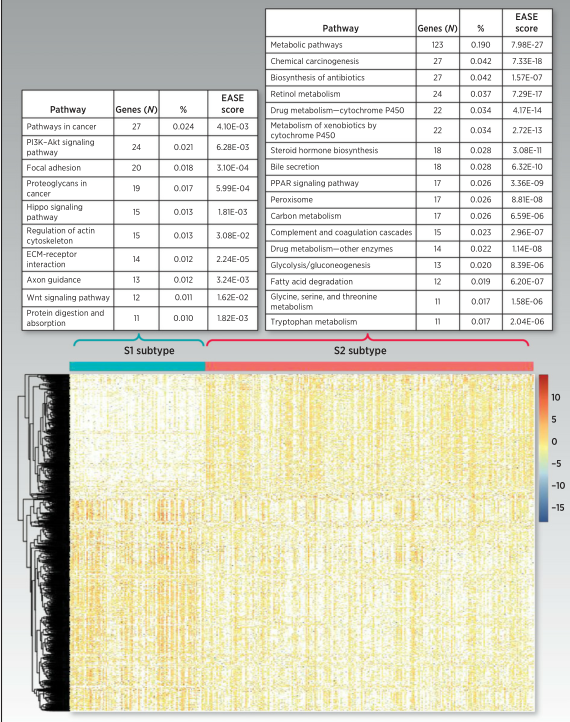 Pathway Genes (N) % EASE score
Pathways in cancer 27 0.024 4.10E-03
PI3K–Akt signaling pathway 24 0.021 6.28E-03
Focal adhesion 20 0.018 3.10E-04
Proteoglycans in cancer 19 0.017 5.99E-04
Hippo signaling pathway 15 0.013 1.81E-03
Regulation of actin cytoskeleton 15 0.013 3.08E-02
ECM-receptor interaction 14 0.012 2.24E-05
Axon guidance 13 0.012 3.24E-03
Wnt signaling pathway 12 0.011 1.62E-02
Protein digestion and absorption 11 0.010 1.82E-03
Pathway Genes (N) % EASE score
Metabolic pathways 123 0.190 7.98E-27
Chemical carcinogenesis 27 0.042 7.33E-18
Biosynthesis of antibiotics 27 0.042 1.57E-07
Retinol metabolism 24 0.037 7.29E-17
Drug metabolism—cytochrome P450 22 0.034 4.17E-14
Metabolism of xenobiotics by cytochrome P450 22 0.034 2.72E-13
Steroid hormone biosynthesis 18 0.028 3.08E-11
Bile secretion 18 0.028 6.32E-10
PPAR signaling pathway 17 0.026 3.36E-09
Peroxisome 17 0.026 8.81E-08
Carbon metabolism 17 0.026 6.59E-06
Complement and coagulation cascades 15 0.023 2.96E-07
Drug metabolism—other enzymes 14 0.022 1.14E-08
Glycolysis/gluconeogenesis 13 0.020 8.39E-06
Fatty acid degradation 12 0.019 6.20E-07
Glycine, serine, and threonine metabolism 11 0.017 1.58E-06
Tryptophan metabolism 11 0.017 2.04E-06
S1 subtype
S2 subtype
10
5
0
−5
−10
−15